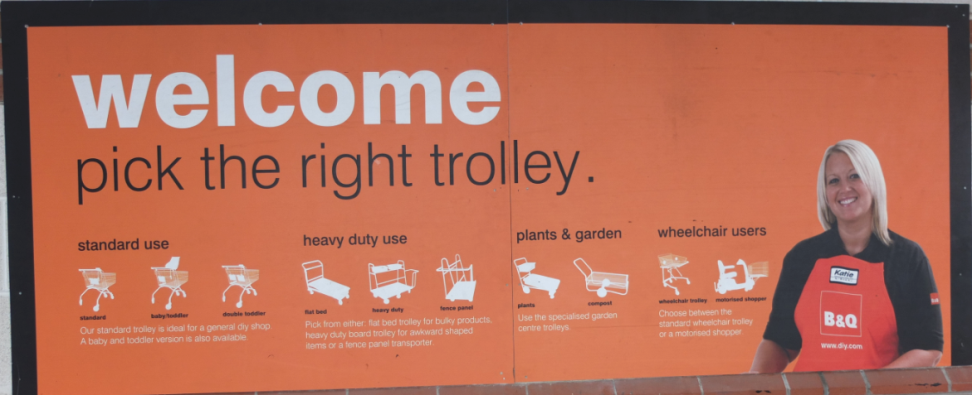 welcome
pick the right trolley.
standard use
standard
baby/toddler
double toddler
Our standard trolley is ideal for a general diy shop
A baby and toddler version is also available
heavy duty use
flat bed
heavy duty
fence panel
Pick from either, flat bed trolley for bulky products,
heavy duty board trolley for awkward shaped
items or a fence panel transporter
plants & garden
plants
compost
Use the specialised garden
centre trolleys
wheelchair users
wheelchair trolley
motorised shopper
Choose between the
standard wheelchair trolley
or a motorised shopper
Katie
B&Q
www.diy.com